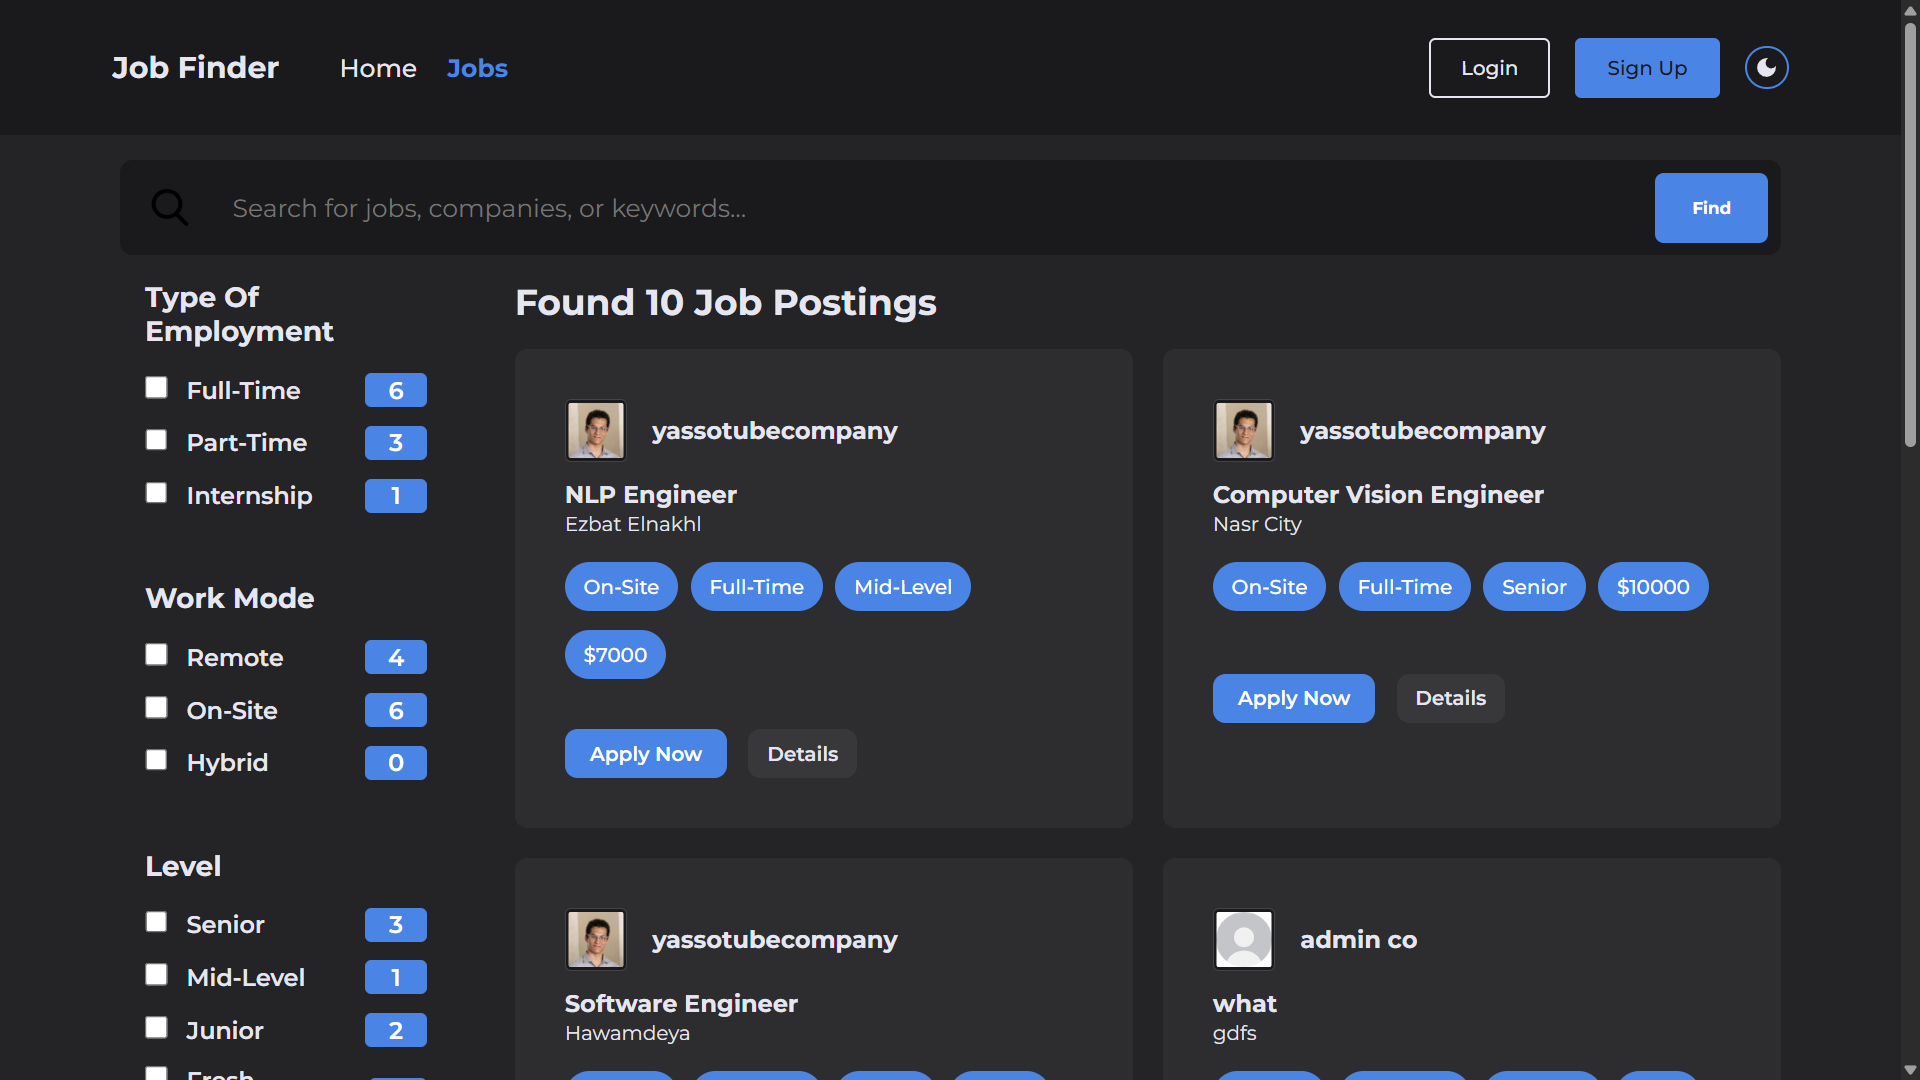 Job Finder
Home
Jobs
Login
Sign Up
Search for jobs, companies, or keywords...
Find
Type Of
Employment
Full-Time 6
Part-Time 3
Internship 1
Work Mode
Remote 4
On-Site 6
Hybrid 0
Level
Senior 3
Mid-Level 1
Junior 2
Fresh
Found 10 Job Postings
yassotubecompany
NLP Engineer
Ezbat Elnakhl
On-Site Full-Time Mid-Level
$7000
Apply Now Details
yassotubecompany
Computer Vision Engineer
Nasr City
On-Site Full-Time Senior $10000
Apply Now Details
yassotubecompany
Software Engineer
Hawamdeya
admin co
what
gdfs